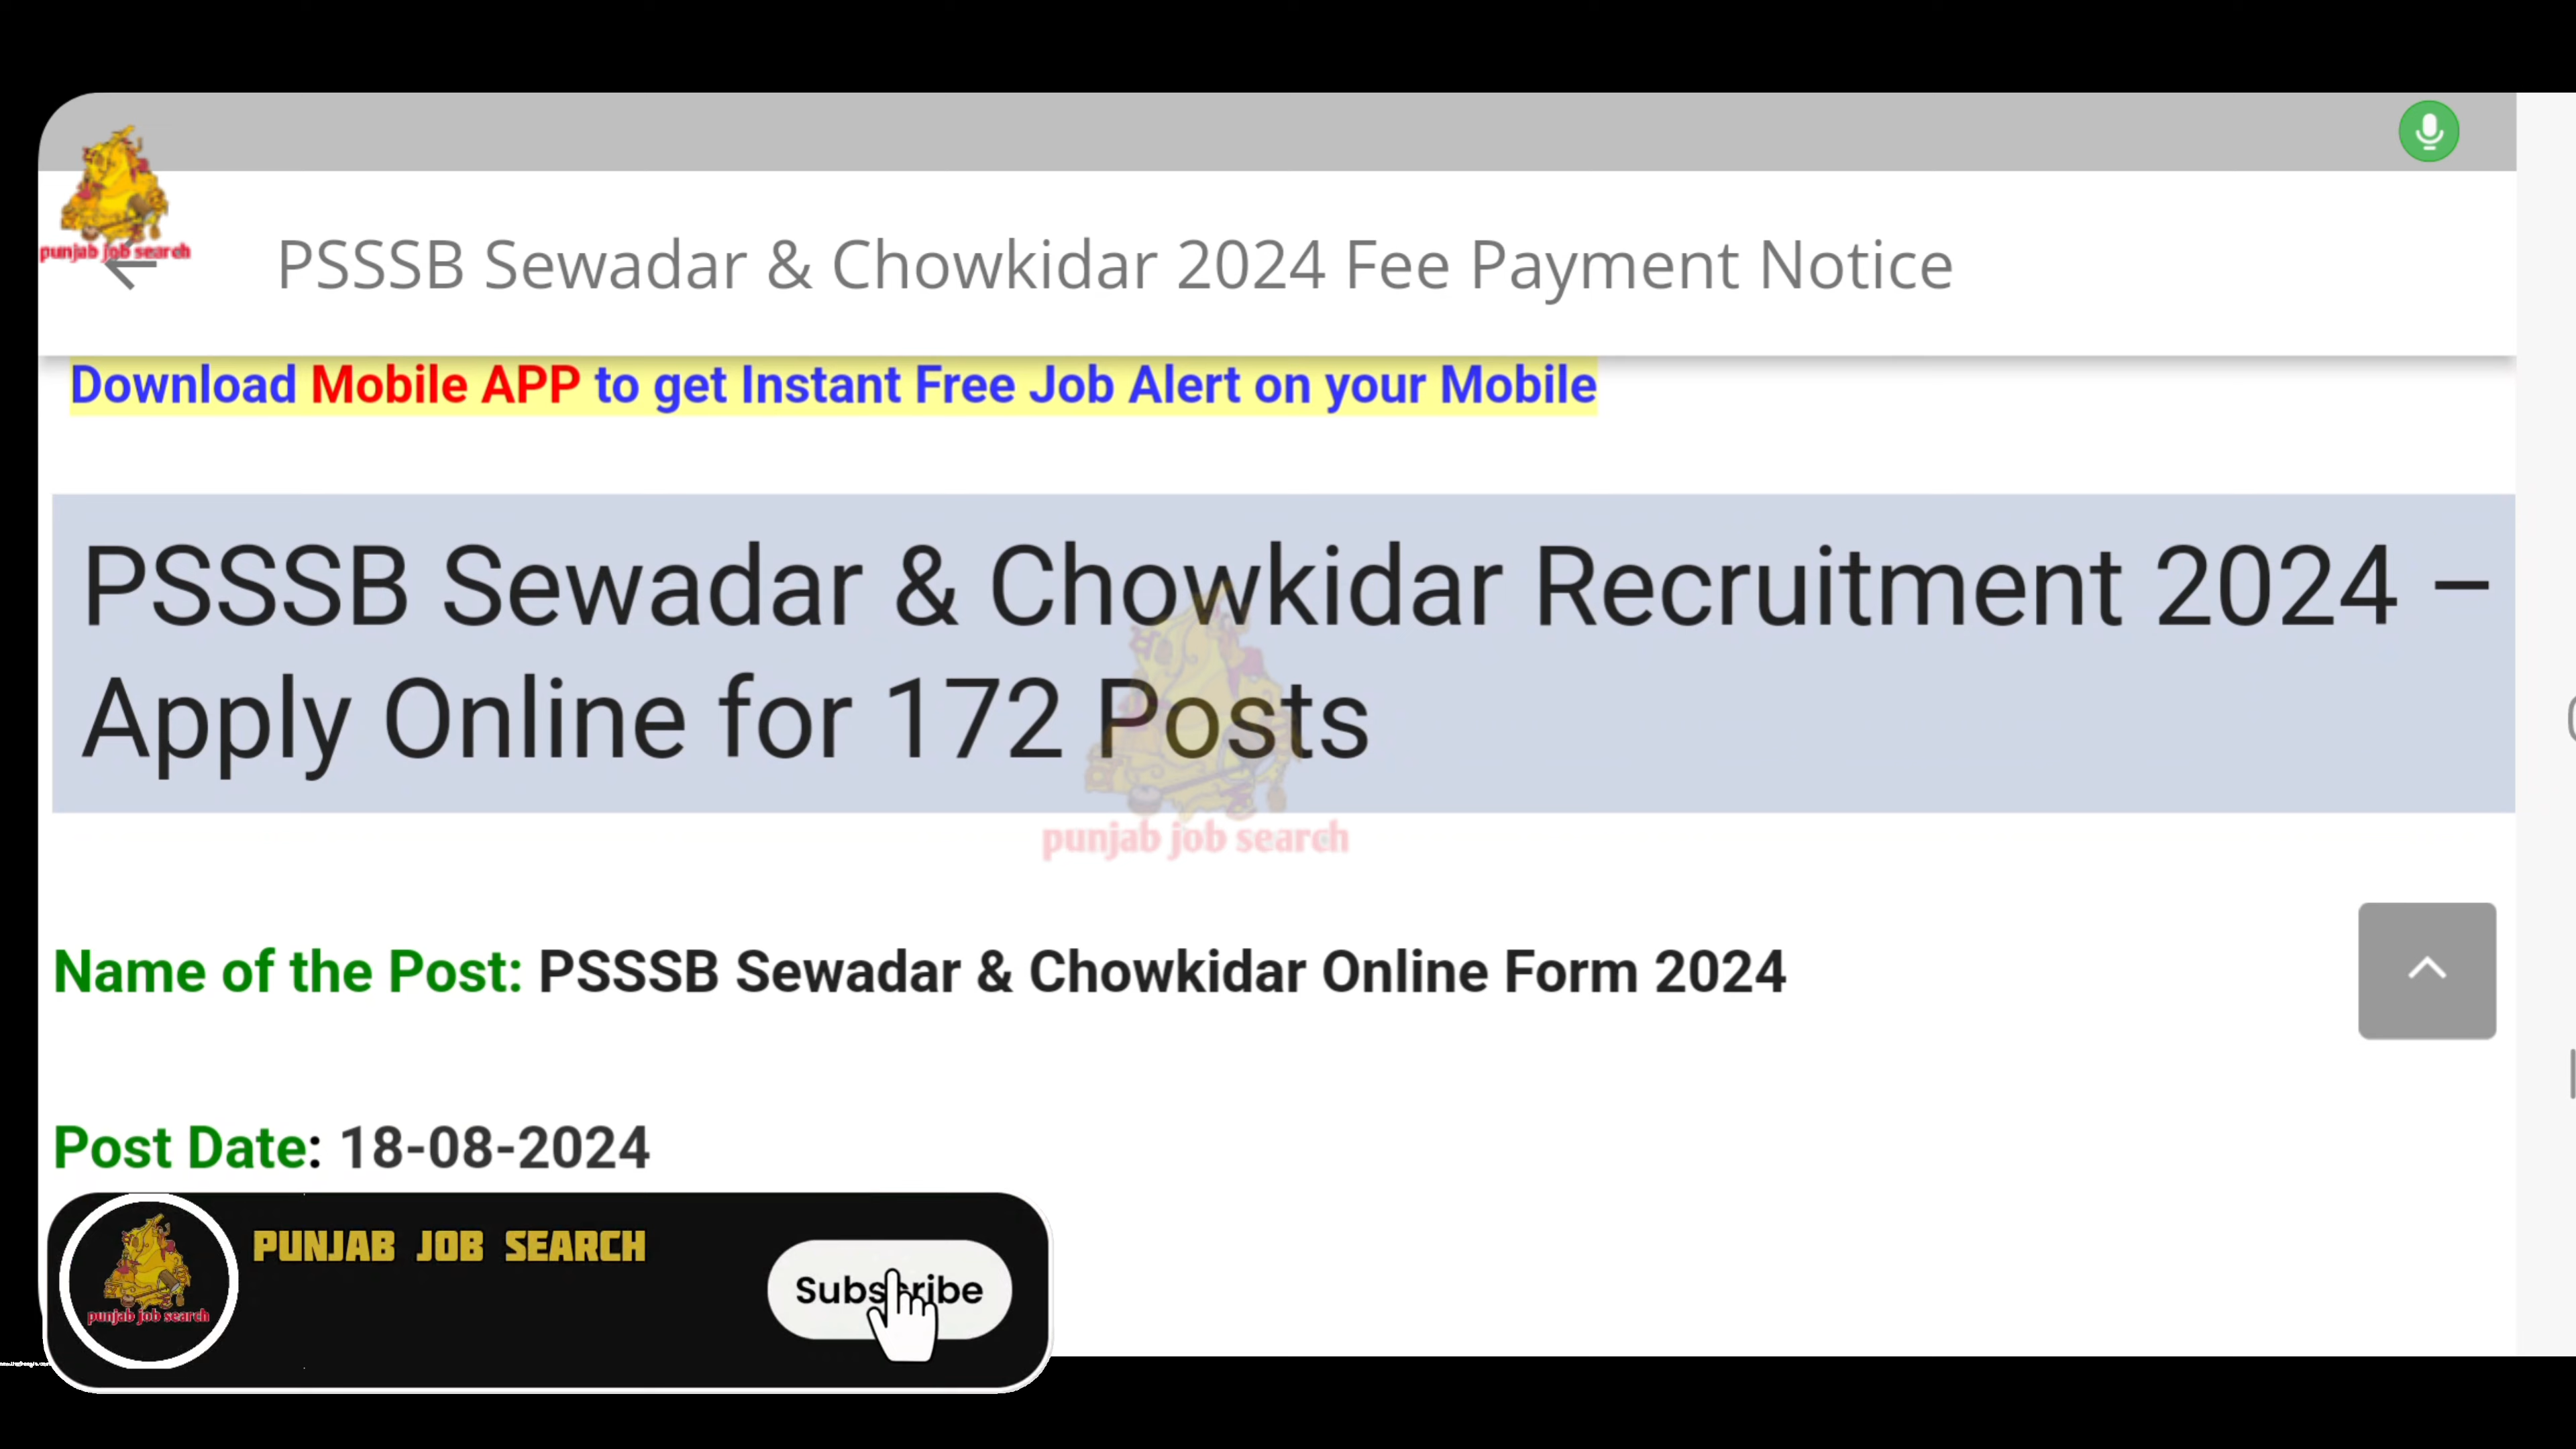 punjab job search
PSSSB Sewadar & Chowkidar 2024 Fee Payment Notice
Download Mobile APP to get Instant Free Job Alert on your Mobile
PSSSB Sewadar & Chowkidar Recruitment 2024 –
Apply Online for 172 Posts
punjab job search
Name of the Post: PSSSB Sewadar & Chowkidar Online Form 2024
Post Date: 18-08-2024
PUNJAB JOB SEARCH
Subscribe
punjab job search